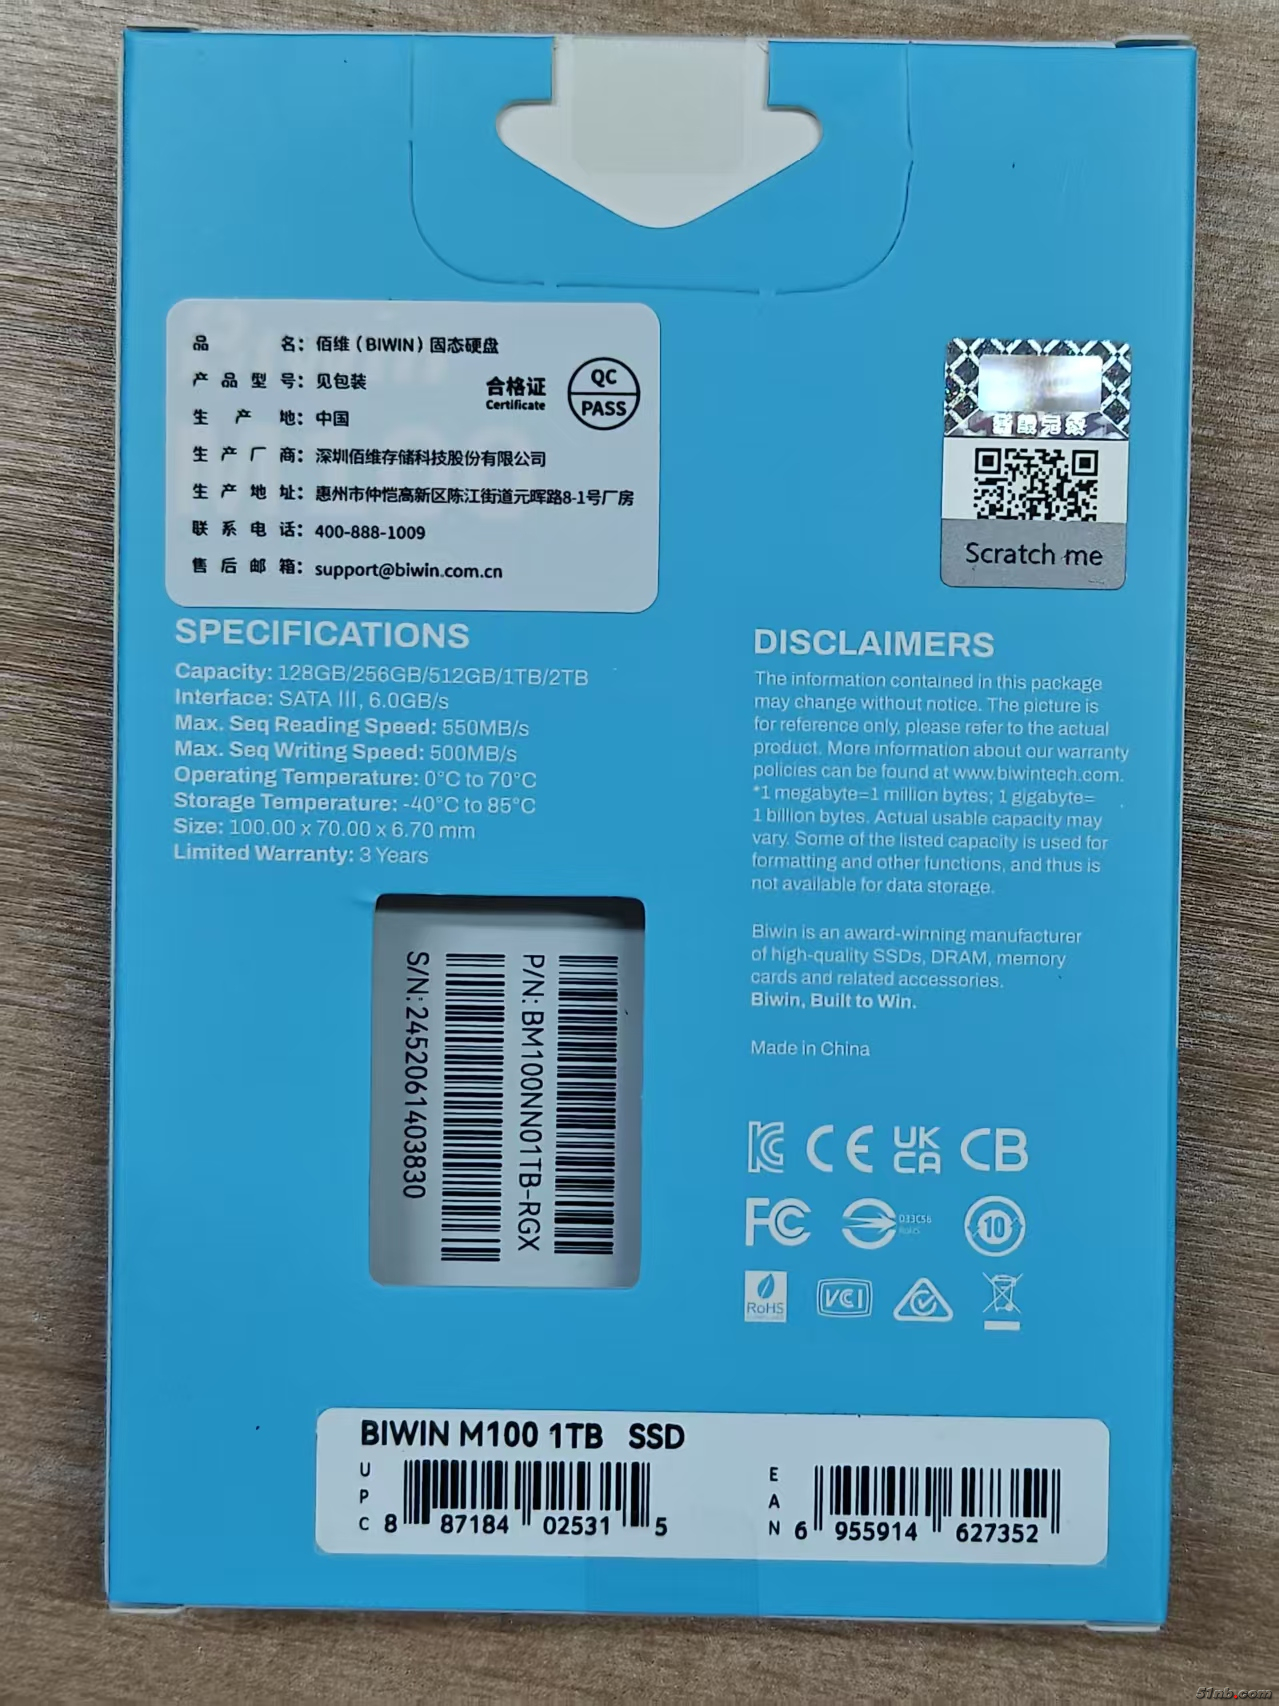 品名：佰维（BIWIN）固态硬盘
产品型号：见包装
生产地：中国
生产厂商：深圳佰维存储科技股份有限公司
生产地址：惠州市仲恺高新区陈江街道元晖路8-1号厂房
联系电话：400-888-1009
售后邮箱：support@biwin.com.cn
合格证
Certificate
QC
PASS
Scratch me
SPECIFICATIONS
Capacity: 128GB/256GB/512GB/1TB/2TB
Interface: SATA III, 6.0GB/s
Max. Seq Reading Speed: 550MB/s
Max. Seq Writing Speed: 500MB/s
Operating Temperature: 0°C to 70°C
Storage Temperature: -40°C to 85°C
Size: 100.00 x 70.00 x 6.70 mm
Limited Warranty: 3 Years
DISCLAIMERS
The information contained in this package
may change without notice. The picture is
for reference only, please refer to the actual
product. More information about our warranty
policies can be found at www.biwintech.com.
*1 megabyte=1 million bytes; 1 gigabyte=
1 billion bytes. Actual usable capacity may
vary. Some of the listed capacity is used for
formatting and other functions, and thus is
not available for data storage.
Biwin is an award-winning manufacturer
of high-quality SSDs, DRAM, memory
cards and related accessories.
Biwin, Built to Win.
Made in China
P/N: BM100NN01TB-RGX
S/N: 2452061403830
CE UK CA CB
FC D33C56 RoHS 10
RoHS VCI
BIWIN M100 1TB SSD
UPC 8 87184 02531 5
EAN 6 955914 627352
51nb.com